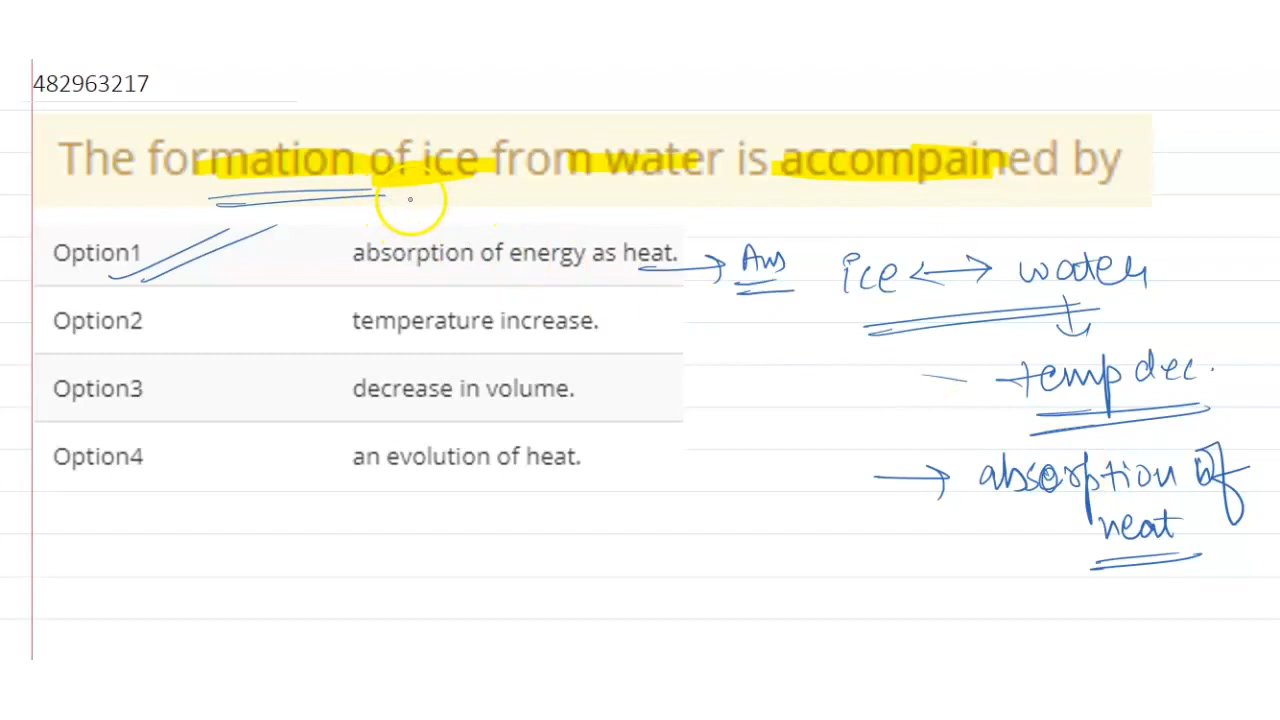 482963217
The formation of ice from water is accompained by
Option1 absorption of energy as heat. → Ans
ice ↔ water
Option2 temperature increase.
temp dec.
Option3 decrease in volume.
Option4 an evolution of heat.
→ absorption of
heat